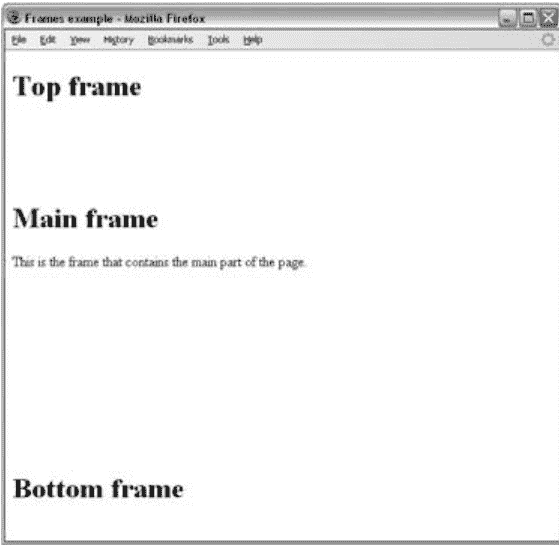 Frames example - Mozilla Firefox
File Edit View History Bookmarks Tools Help
Top frame
Main frame
This is the frame that contains the main part of the page.
Bottom frame